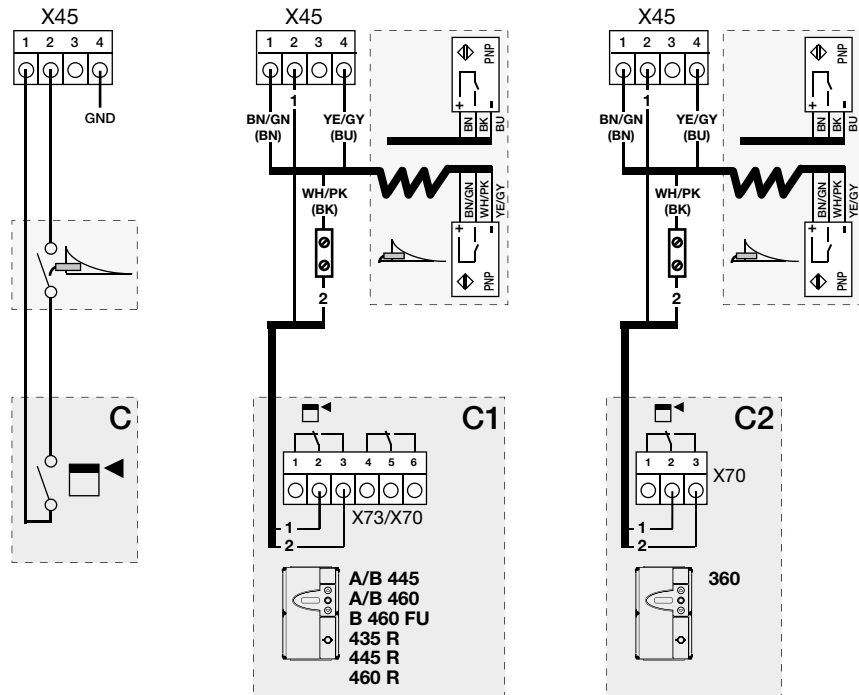 X45
1 2 3 4
GND
C
X45
1 2 3 4
1
BN/GN
(BN)
YE/GY
(BU)
WH/PK
(BK)
2
PNP
+ -
BN
BK
BU
BN/GN
WH/PK
YE/GY
+ -
PNP
C1
1 2 3 4 5 6
X73/X70
1
2
A/B 445
A/B 460
B 460 FU
435 R
445 R
460 R
X45
1 2 3 4
1
BN/GN
(BN)
YE/GY
(BU)
WH/PK
(BK)
2
PNP
+ -
BN
BK
BU
BN/GN
WH/PK
YE/GY
+ -
PNP
C2
1 2 3
X70
1
2
360